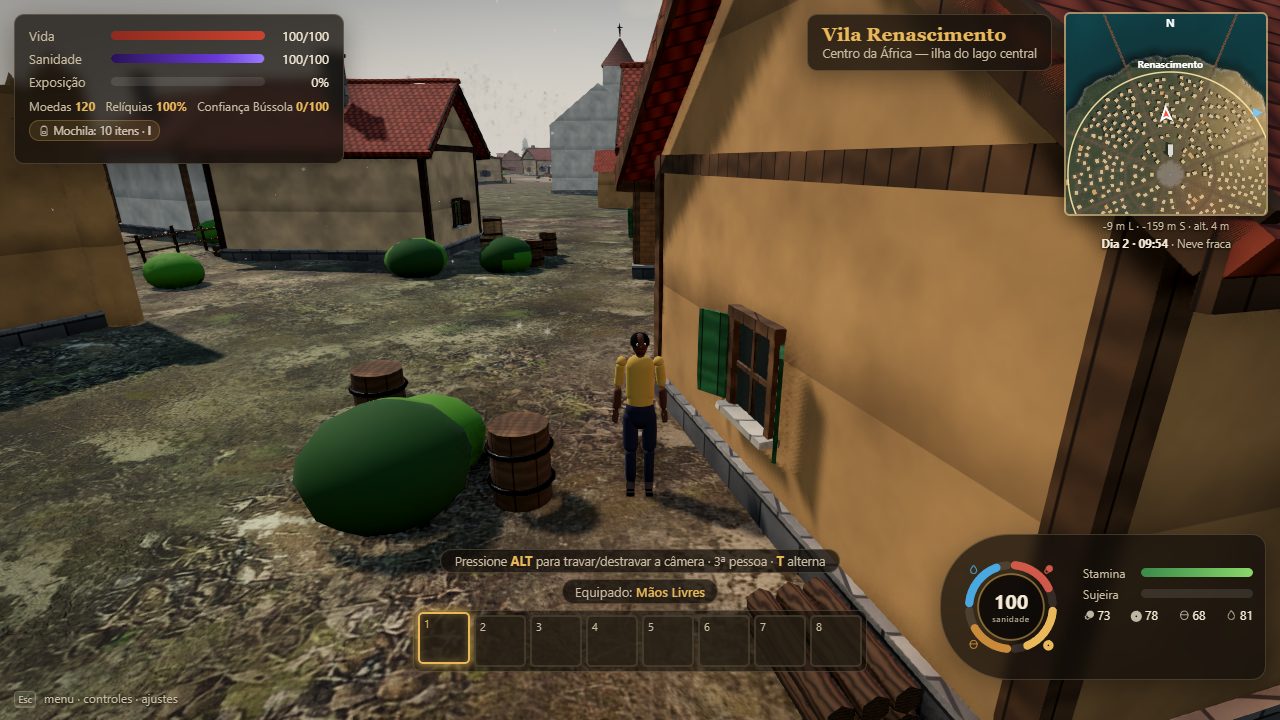 Vida 100/100
Sanidade 100/100
Exposição 0%
Moedas 120 Relíquias 100% Confiança Bússola 0/100
Mochila: 10 itens · I
Vila Renascimento
Centro da África — ilha do lago central
N
Renascimento
-9 m L · -159 m S · alt. 4 m
Dia 2 · 09:54 · Neve fraca
Pressione ALT para travar/destravar a câmera · 3ª pessoa · T alterna
Equipado: Mãos Livres
1 2 3 4 5 6 7 8
100
sanidade
Stamina
Sujeira
73 78 68 81
Esc menu · controles · ajustes